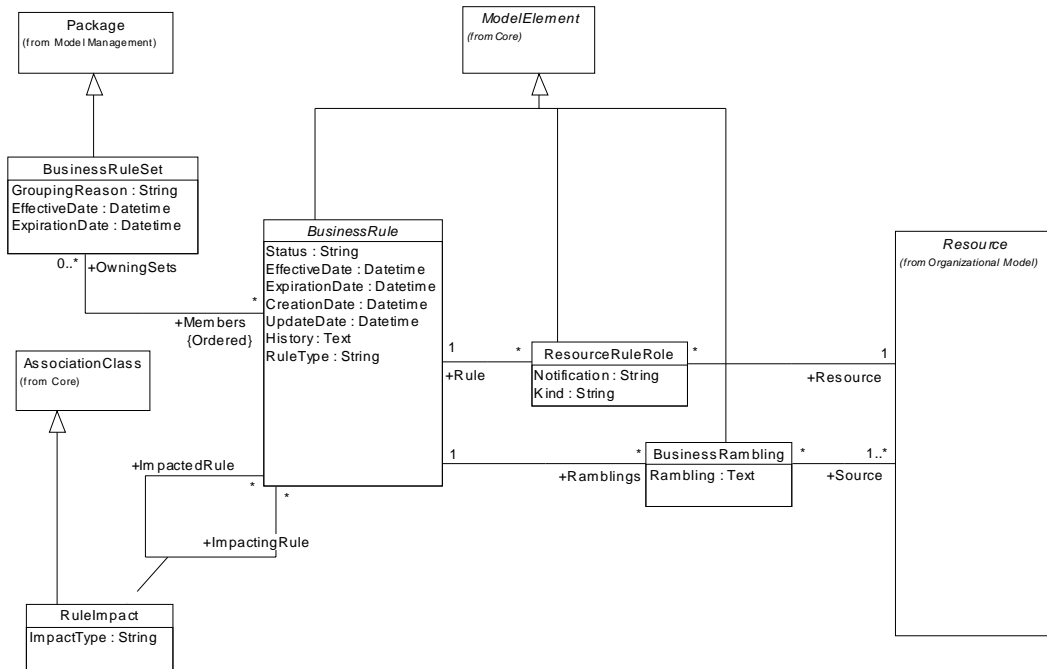 Package
(from Model Management)
ModelElement
(from Core)
BusinessRuleSet
GroupingReason : String
EffectiveDate : Datetime
ExpirationDate : Datetime
0..*
+OwningSets
*
+Members
{Ordered}
BusinessRule
Status : String
EffectiveDate : Datetime
ExpirationDate : Datetime
CreationDate : Datetime
UpdateDate : Datetime
History : Text
RuleType : String
Resource
(from Organizational Model)
1
+Rule
*
ResourceRuleRole
Notification : String
Kind : String
*
1
+Resource
AssociationClass
(from Core)
1
*
+Ramblings
BusinessRambling
Rambling : Text
*
1..*
+Source
+ImpactedRule
*
*
+ImpactingRule
RuleImpact
ImpactType : String